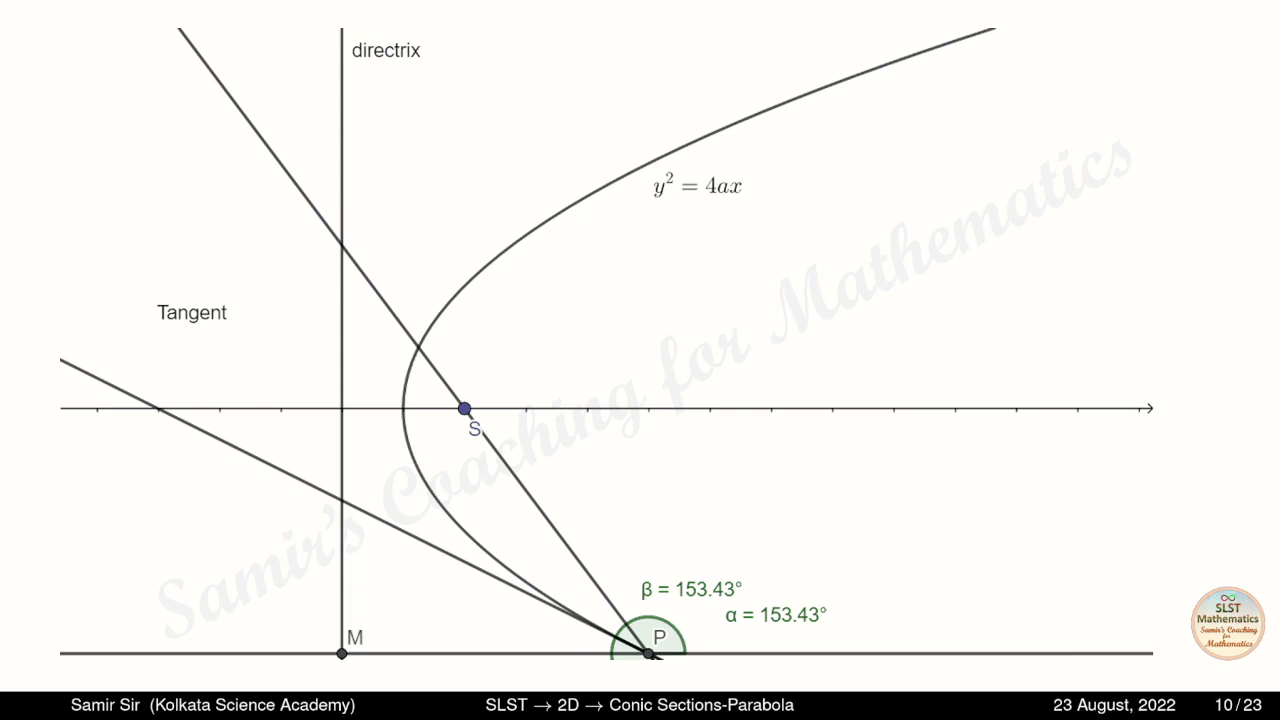 directrix
y² = 4ax
Tangent
S
β = 153.43°
α = 153.43°
M
P
Samir's Coaching for Mathematics
SLST
Mathematics
Samir's Coaching
for
Mathematics
Samir Sir (Kolkata Science Academy)
SLST → 2D → Conic Sections-Parabola
23 August, 2022
10/23